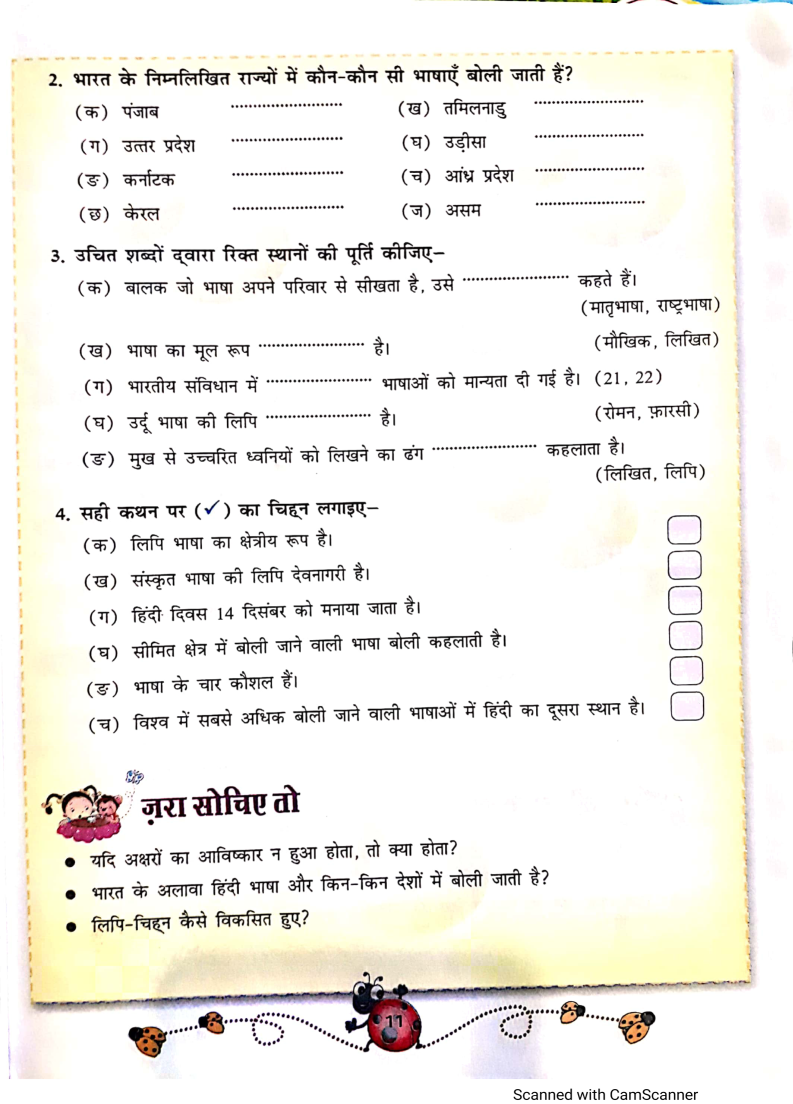 2. भारत के निम्नलिखित राज्यों में कौन-कौन सी भाषाएँ बोली जाती हैं?
(क) पंजाब ........................ (ख) तमिलनाडु ........................
(ग) उत्तर प्रदेश ........................ (घ) उड़ीसा ........................
(ङ) कर्नाटक ........................ (च) आंध्र प्रदेश ........................
(छ) केरल ........................ (ज) असम ........................
3. उचित शब्दों द्वारा रिक्त स्थानों की पूर्ति कीजिए–
(क) बालक जो भाषा अपने परिवार से सीखता है, उसे ........................ कहते हैं।
(मातृभाषा, राष्ट्रभाषा)
(ख) भाषा का मूल रूप ........................ है। (मौखिक, लिखित)
(ग) भारतीय संविधान में ........................ भाषाओं को मान्यता दी गई है। (21, 22)
(घ) उर्दू भाषा की लिपि ........................ है। (रोमन, फ़ारसी)
(ङ) मुख से उच्चरित ध्वनियों को लिखने का ढंग ........................ कहलाता है।
(लिखित, लिपि)
4. सही कथन पर (✓) का चिह्न लगाइए–
(क) लिपि भाषा का क्षेत्रीय रूप है।
(ख) संस्कृत भाषा की लिपि देवनागरी है।
(ग) हिंदी दिवस 14 दिसंबर को मनाया जाता है।
(घ) सीमित क्षेत्र में बोली जाने वाली भाषा बोली कहलाती है।
(ङ) भाषा के चार कौशल हैं।
(च) विश्व में सबसे अधिक बोली जाने वाली भाषाओं में हिंदी का दूसरा स्थान है।
ज़रा सोचिए तो
● यदि अक्षरों का आविष्कार न हुआ होता, तो क्या होता?
● भारत के अलावा हिंदी भाषा और किन-किन देशों में बोली जाती है?
● लिपि-चिह्न कैसे विकसित हुए?
11
Scanned with CamScanner